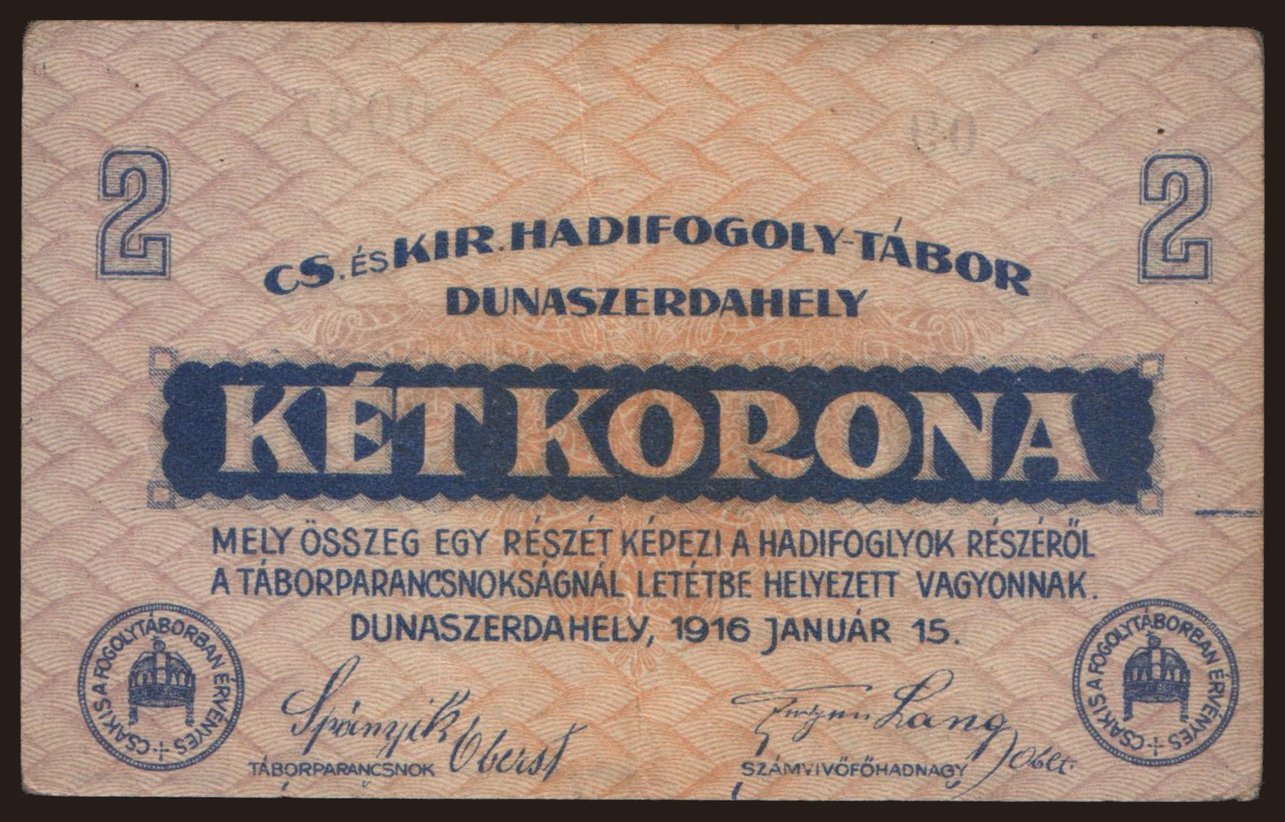 2
2
CS. ÉS KIR. HADIFOGOLY-TÁBOR
DUNASZERDAHELY
KÉT KORONA
MELY ÖSSZEG EGY RÉSZÉT KÉPEZI A HADIFOGLYOK RÉSZÉRŐL
A TÁBORPARANCSNOKSÁGNÁL LETÉTBE HELYEZETT VAGYONNAK.
DUNASZERDAHELY, 1916 JANUÁR 15.
CSAKIS A FOGOLYTÁBORBAN ÉRVÉNYES
Oberst
TÁBORPARANCSNOK
Lang Oblt.
SZÁMVIVŐFŐHADNAGY
CSAKIS A FOGOLYTÁBORBAN ÉRVÉNYES